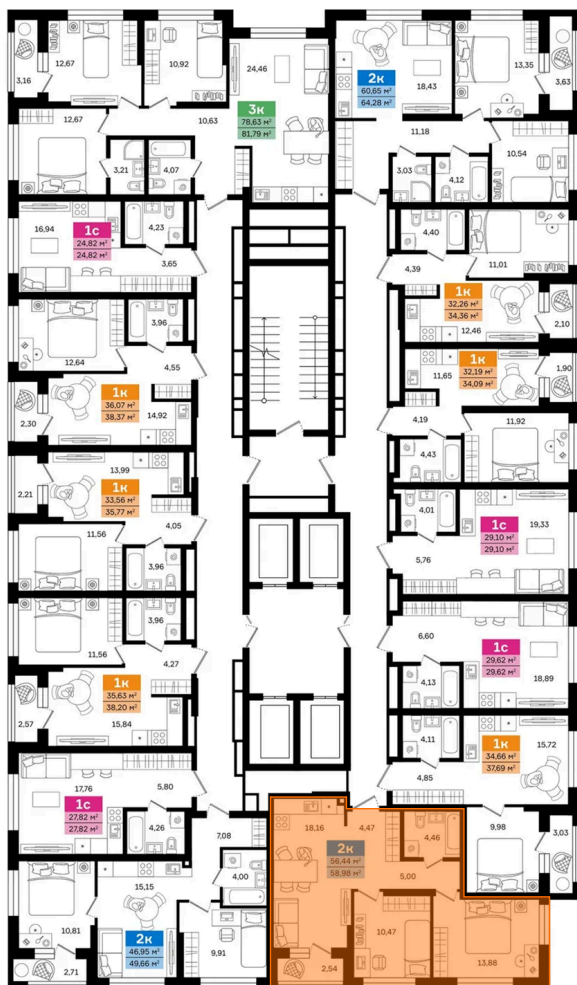 3,16
12,67
10,92
24,46
3к
78,63 м²
81,79 м²
12,67
10,63
3,21
4,07
2к
60,65 м²
64,28 м²
18,43
13,35
3,63
11,18
3,03
4,12
10,54
16,94
1с
24,82 м²
24,82 м²
4,23
3,65
4,40
4,39
11,01
1к
32,26 м²
34,36 м²
12,46
2,10
12,64
3,96
4,55
1к
36,07 м²
38,37 м²
14,92
2,30
11,65
1к
32,19 м²
34,09 м²
1,90
4,19
4,43
11,92
2,21
13,99
1к
33,56 м²
35,77 м²
4,05
11,56
3,96
4,01
1с
29,10 м²
29,10 м²
19,33
5,76
11,56
3,96
4,27
1к
35,63 м²
38,20 м²
2,57
15,84
6,60
1с
29,62 м²
29,62 м²
4,13
18,89
4,11
1к
34,66 м²
37,69 м²
15,72
4,85
9,98
3,03
17,76
5,80
1с
27,82 м²
27,82 м²
4,26
7,08
4,00
15,15
10,81
2к
46,95 м²
49,66 м²
9,91
2,71
18,16
4,47
4,46
2к
56,44 м²
58,98 м²
5,00
10,47
2,54
13,88